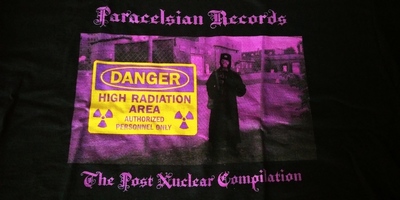 Paracelsian Records
DANGER
HIGH RADIATION
AREA
AUTHORIZED
PERSONNEL ONLY
The Post Nuclear Compilation